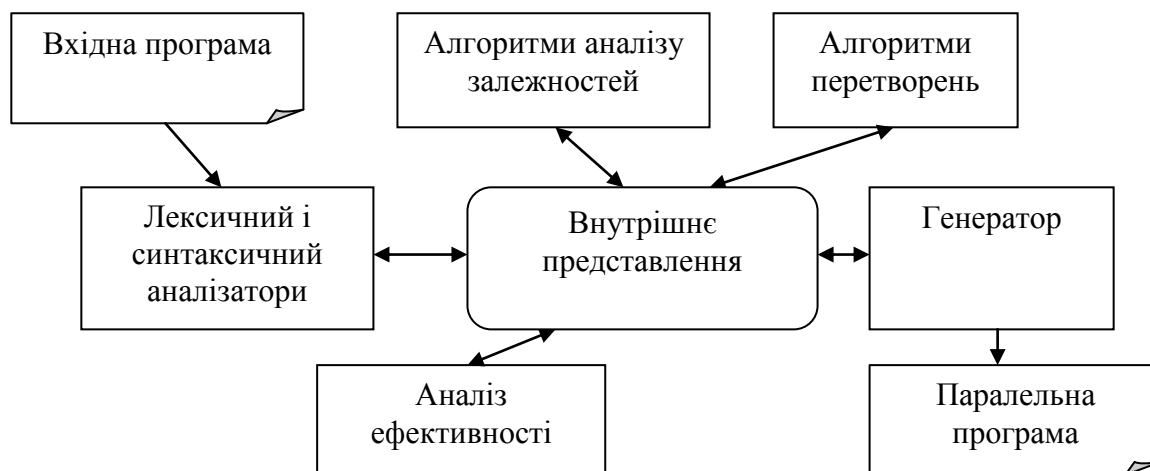 Вхідна програма
Алгоритми аналізу
залежностей
Алгоритми
перетворень
Лексичний і
синтаксичний
аналізатори
Внутрішнє
представлення
Генератор
Аналіз
ефективності
Паралельна
програма